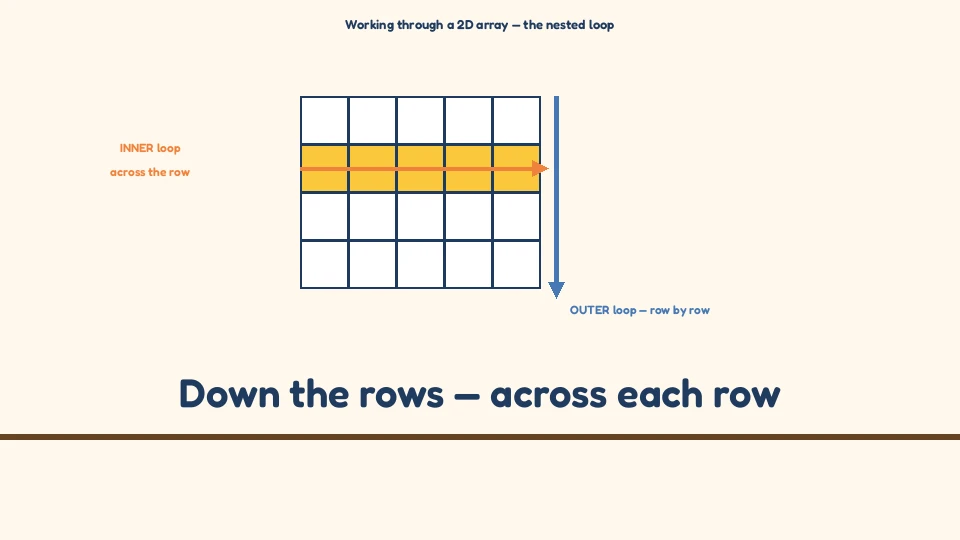 Working through a 2D array — the nested loop
INNER loop
across the row
OUTER loop — row by row
Down the rows — across each row